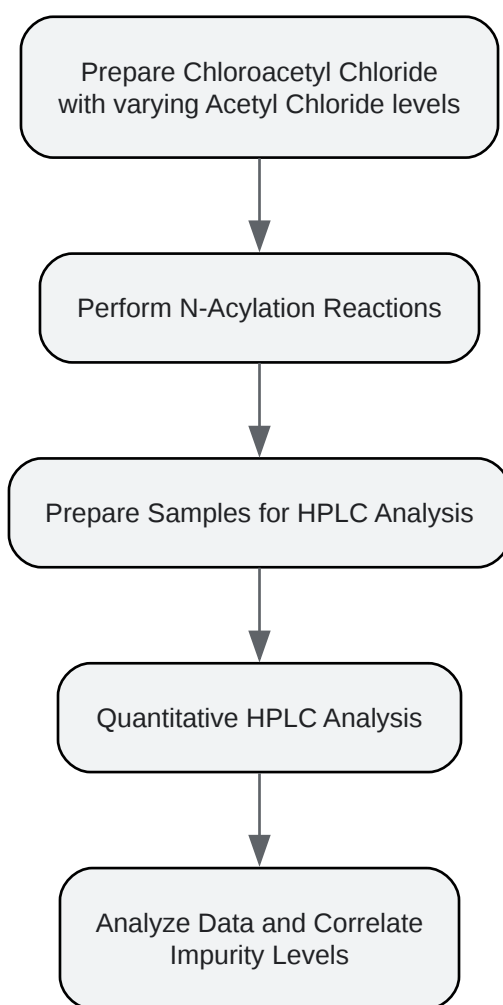 Prepare Chloroacetyl Chloride
with varying Acetyl Chloride levels
Perform N-Acylation Reactions
Prepare Samples for HPLC Analysis
Quantitative HPLC Analysis
Analyze Data and Correlate
Impurity Levels